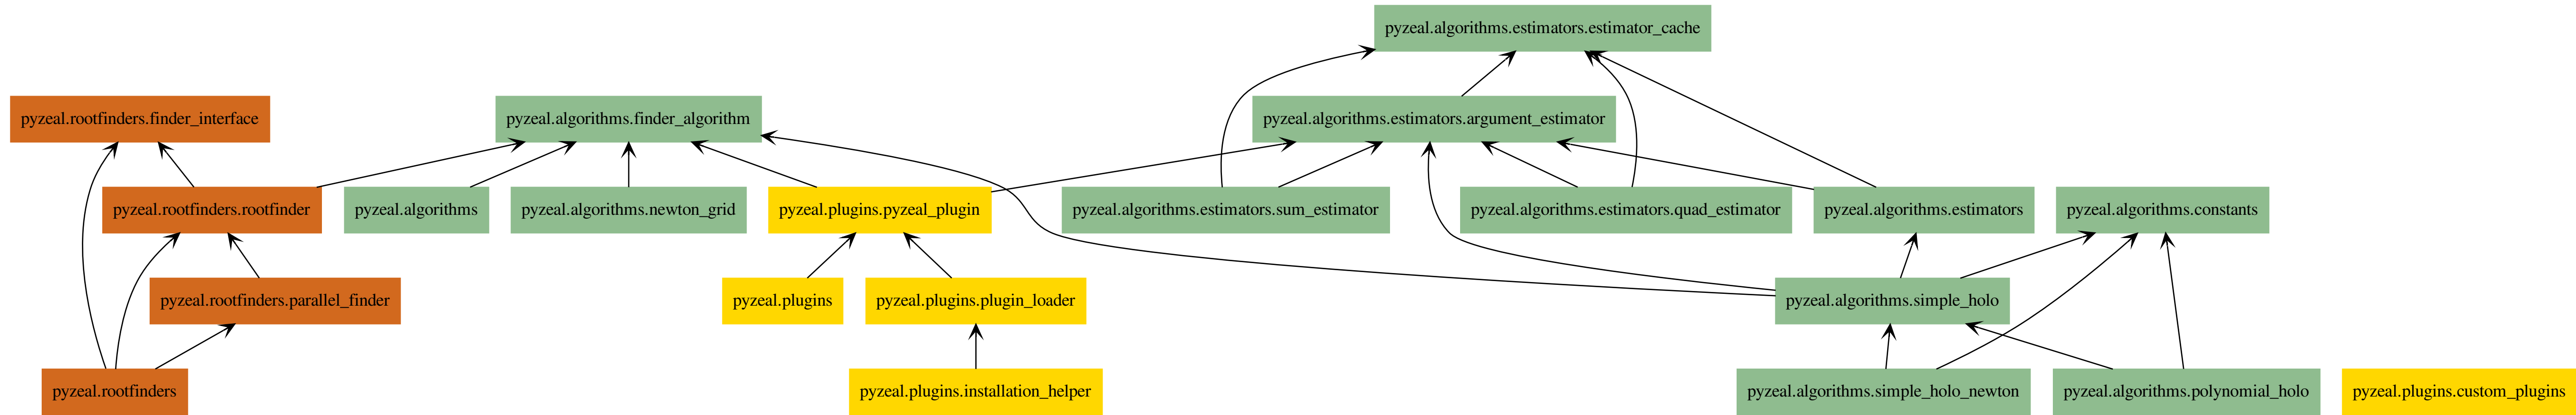 pyzeal.algorithms.estimators.estimator_cache
pyzeal.rootfinders.finder_interface
pyzeal.algorithms.finder_algorithm
pyzeal.algorithms.estimators.argument_estimator
pyzeal.rootfinders.rootfinder
pyzeal.algorithms
pyzeal.algorithms.newton_grid
pyzeal.plugins.pyzeal_plugin
pyzeal.algorithms.estimators.sum_estimator
pyzeal.algorithms.estimators.quad_estimator
pyzeal.algorithms.estimators
pyzeal.algorithms.constants
pyzeal.rootfinders.parallel_finder
pyzeal.plugins
pyzeal.plugins.plugin_loader
pyzeal.algorithms.simple_holo
pyzeal.rootfinders
pyzeal.plugins.installation_helper
pyzeal.algorithms.simple_holo_newton
pyzeal.algorithms.polynomial_holo
pyzeal.plugins.custom_plugins